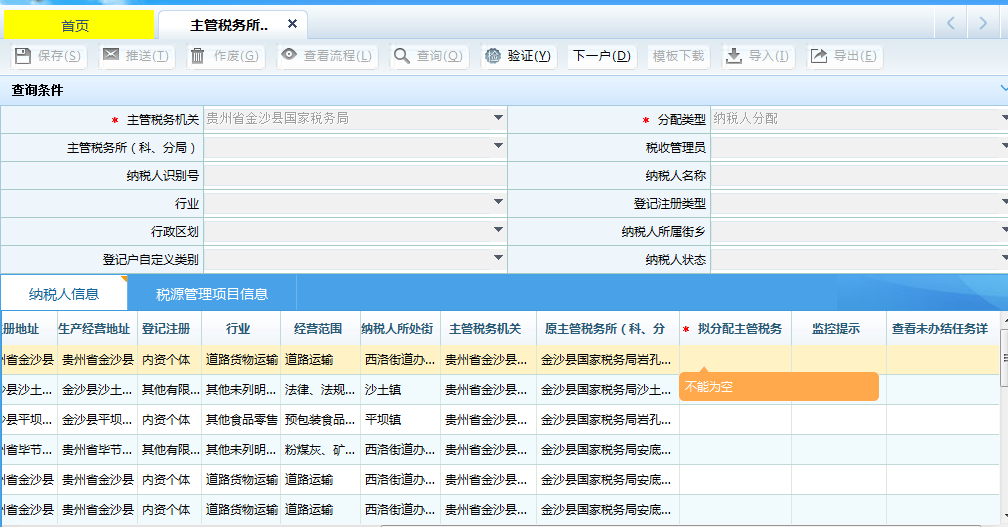 首页 主管税务所.. ×
保存(S) 推送(T) 作废(G) 查看流程(L) 查询(Q) 验证(Y) 下一户(D) 模板下载 导入(I) 导出(E)
查询条件
* 主管税务机关 贵州省金沙县国家税务局 * 分配类型 纳税人分配
主管税务所（科、分局） 税收管理员
纳税人识别号 纳税人名称
行业 登记注册类型
行政区划 纳税人所属街乡
登记户自定义类别 纳税人状态
纳税人信息 税源管理项目信息
册地址 生产经营地址 登记注册 行业 经营范围 纳税人所处街 主管税务机关 原主管税务所（科、分 * 拟分配主管税务 监控提示 查看未办结任务详
省金沙县 贵州省金沙县 内资个体 道路货物运输 道路运输 西洛街道办... 贵州省金沙县... 金沙县国家税务局岩孔...
不能为空
县沙土... 金沙县沙土... 其他有限... 其他未列明... 法律、法规... 沙土镇 贵州省金沙县... 金沙县国家税务局沙土...
县平坝... 金沙县平坝... 内资个体 其他食品零售 预包装食品... 平坝镇 贵州省金沙县... 金沙县国家税务局岩孔...
省毕节... 贵州省毕节... 其他有限... 其他未列明... 粉煤灰、矿... 西洛街道办... 贵州省金沙县... 金沙县国家税务局安底...
省金沙县 贵州省金沙县 内资个体 道路货物运输 道路运输 西洛街道办... 贵州省金沙县... 金沙县国家税务局安底...
省金沙县 贵州省金沙县 内资个体 道路货物运输 道路运输 西洛街道办... 贵州省金沙县... 金沙县国家税务局安底...